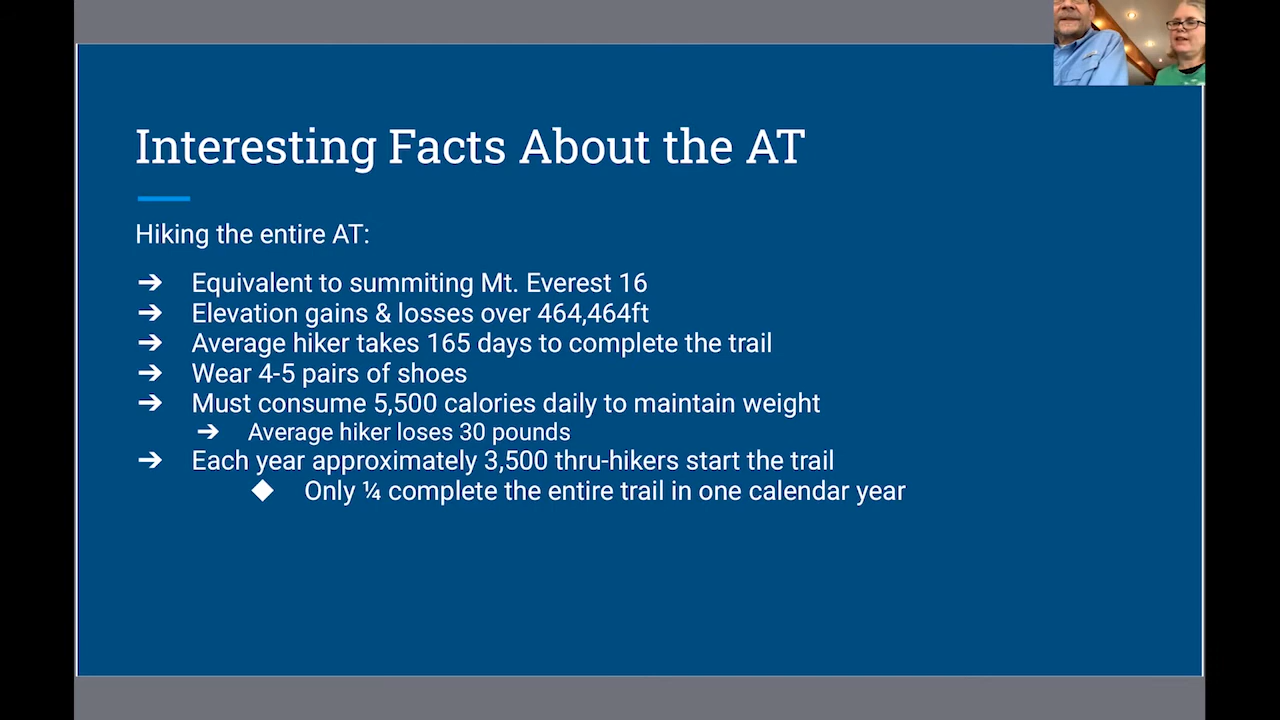 Interesting Facts About the AT
Hiking the entire AT:
➔ Equivalent to summiting Mt. Everest 16
➔ Elevation gains & losses over 464,464ft
➔ Average hiker takes 165 days to complete the trail
➔ Wear 4-5 pairs of shoes
➔ Must consume 5,500 calories daily to maintain weight
➔ Average hiker loses 30 pounds
➔ Each year approximately 3,500 thru-hikers start the trail
◆ Only ¼ complete the entire trail in one calendar year